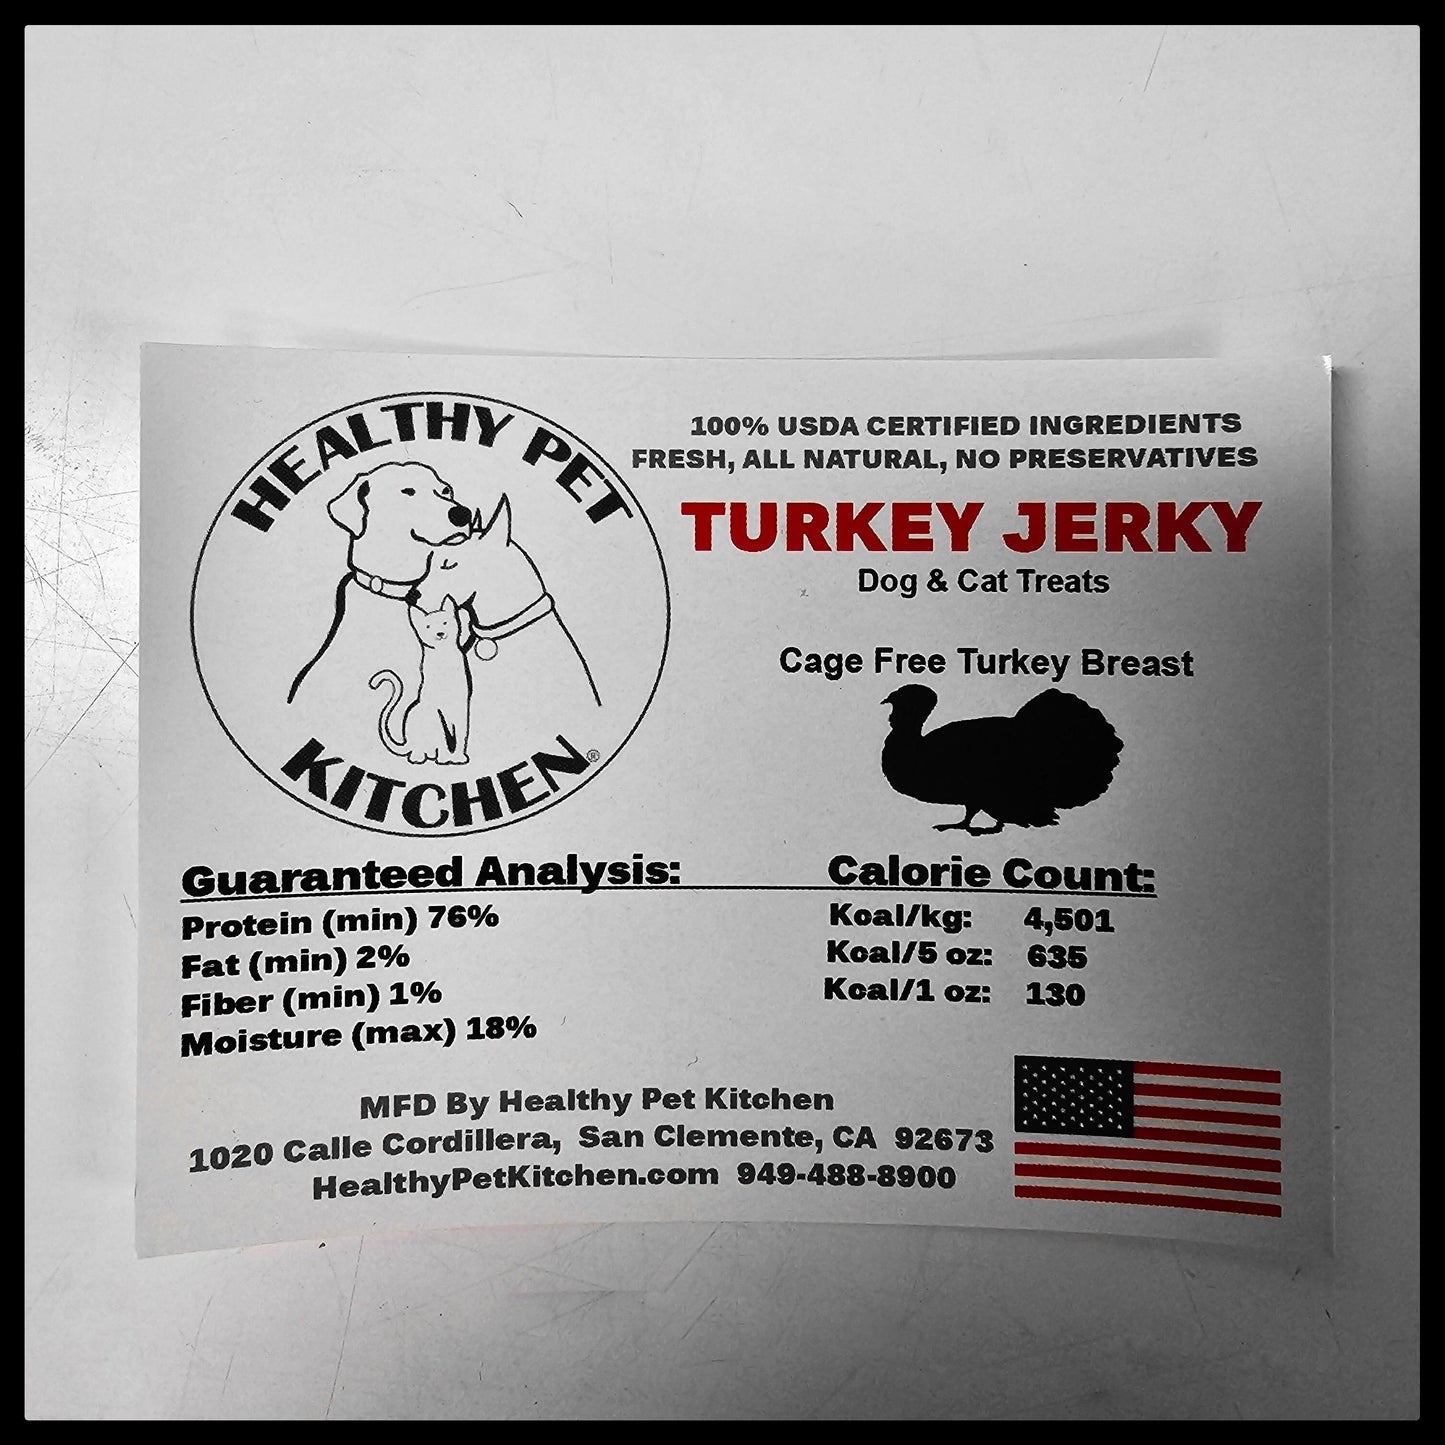 HEALTHY PET
KITCHEN®
100% USDA CERTIFIED INGREDIENTS
FRESH, ALL NATURAL, NO PRESERVATIVES
TURKEY JERKY
Dog & Cat Treats
Cage Free Turkey Breast
Guaranteed Analysis:
Protein (min) 76%
Fat (min) 2%
Fiber (min) 1%
Moisture (max) 18%
Calorie Count:
Kcal/kg: 4,501
Kcal/5 oz: 635
Kcal/1 oz: 130
MFD By Healthy Pet Kitchen
1020 Calle Cordillera, San Clemente, CA 92673
HealthyPetKitchen.com 949-488-8900